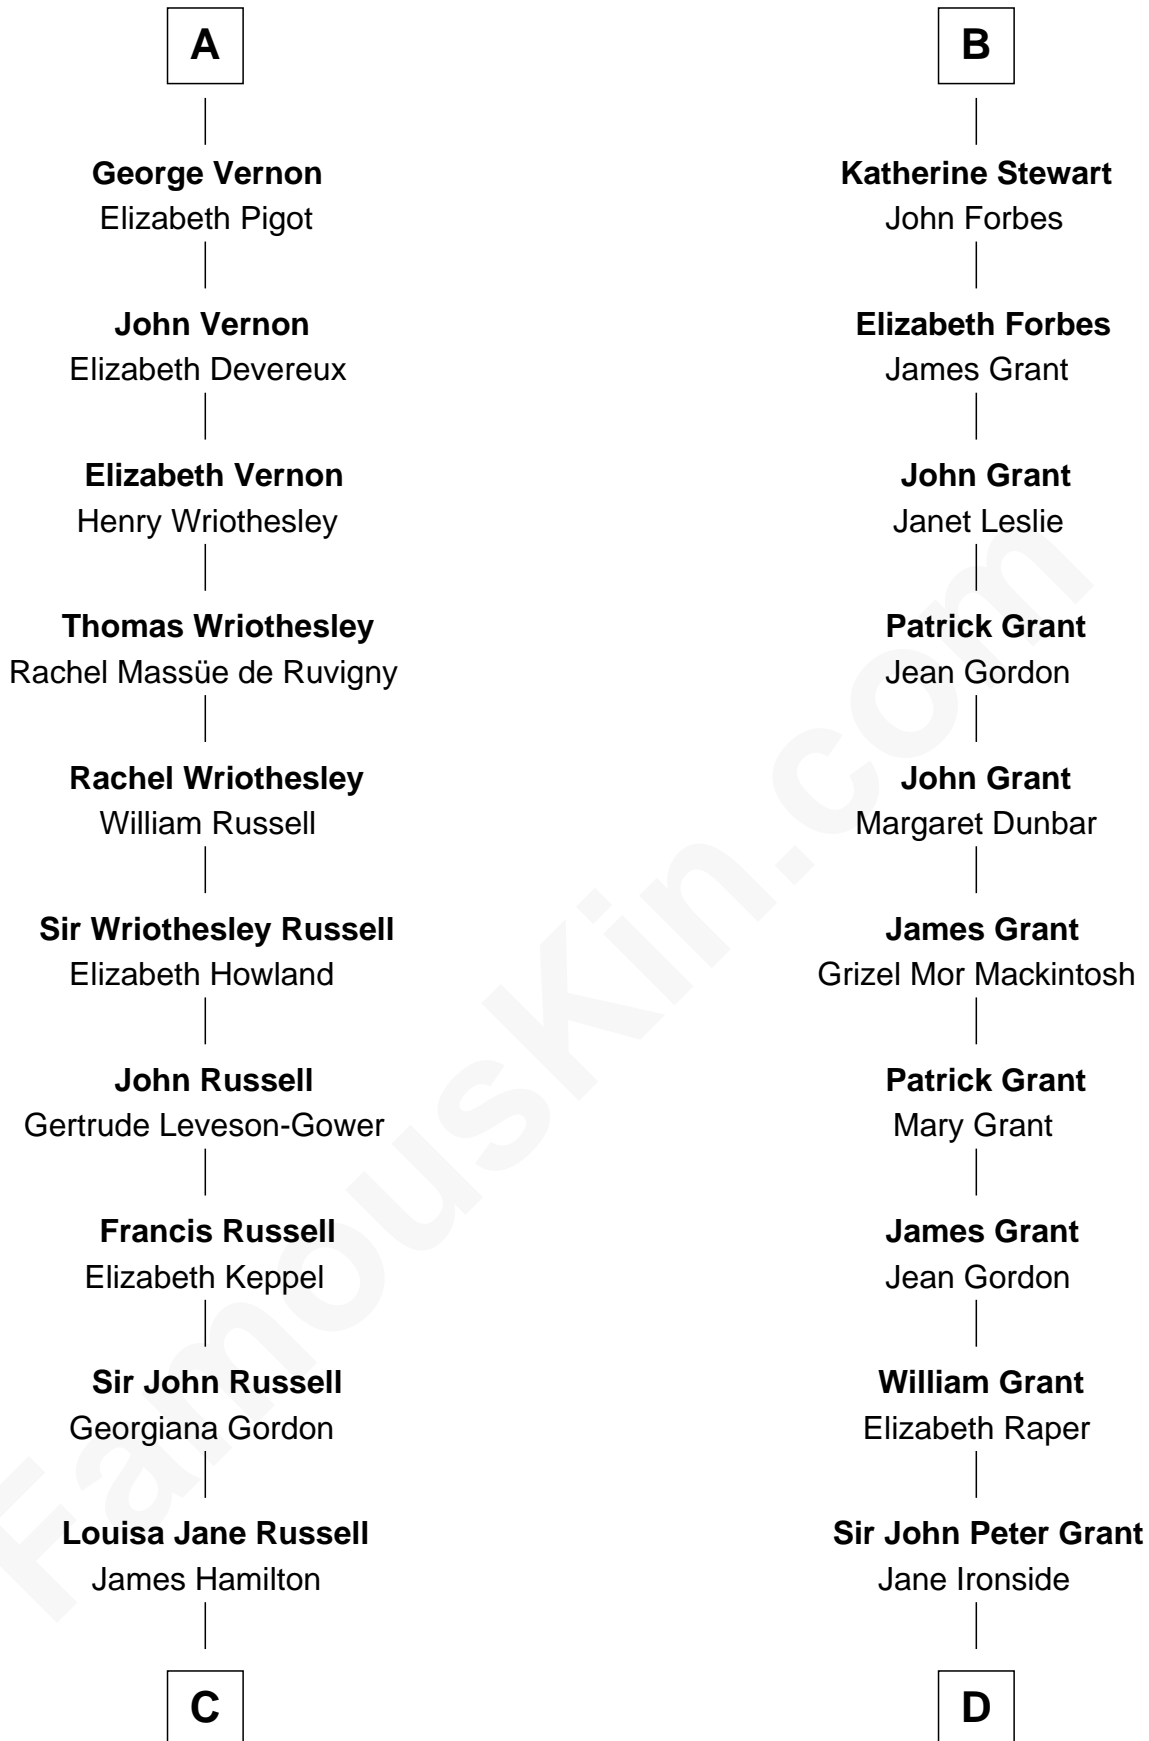 A
George Vernon
Elizabeth Pigot
John Vernon
Elizabeth Devereux
Elizabeth Vernon
Henry Wriothesley
Thomas Wriothesley
Rachel Massüe de Ruvigny
Rachel Wriothesley
William Russell
Sir Wriothesley Russell
Elizabeth Howland
John Russell
Gertrude Leveson-Gower
Francis Russell
Elizabeth Keppel
Sir John Russell
Georgiana Gordon
Louisa Jane Russell
James Hamilton
C
B
Katherine Stewart
John Forbes
Elizabeth Forbes
James Grant
John Grant
Janet Leslie
Patrick Grant
Jean Gordon
John Grant
Margaret Dunbar
James Grant
Grizel Mor Mackintosh
Patrick Grant
Mary Grant
James Grant
Jean Gordon
William Grant
Elizabeth Raper
Sir John Peter Grant
Jane Ironside
D
FamousKin.com